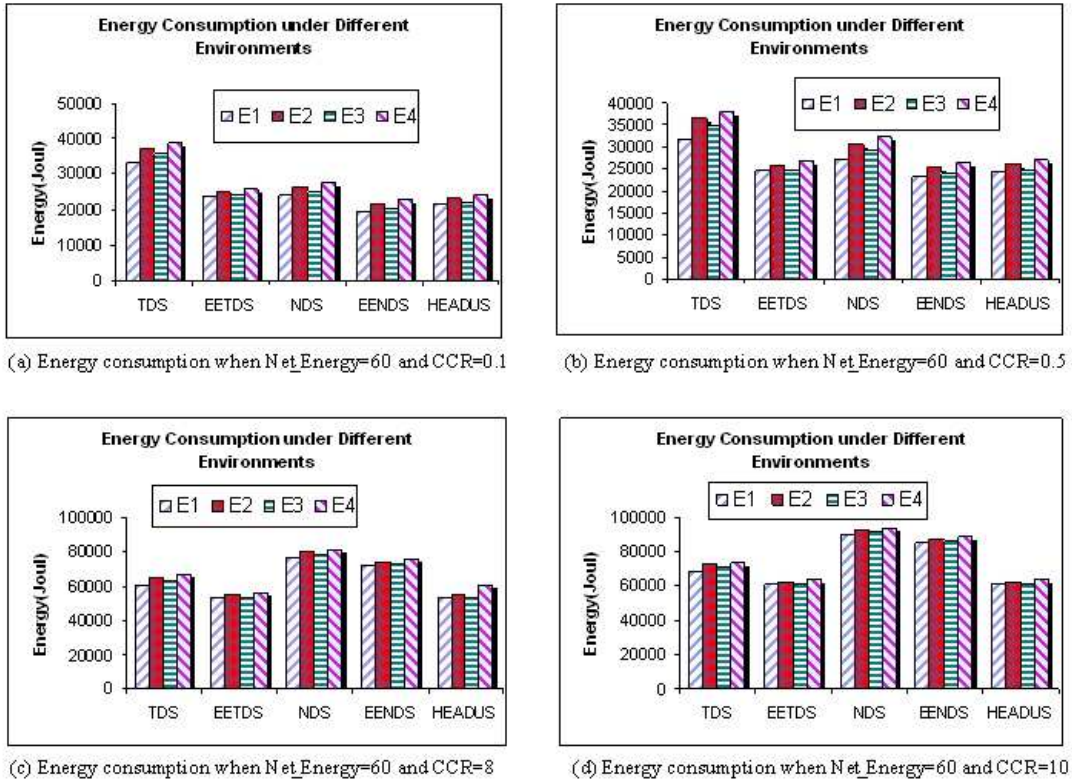 Energy Consumption under Different
Environments
E1 E2 E3 E4
Energy(Joul)
50000
40000
30000
20000
10000
0
TDS EETDS NDS EENDS HEADUS
(a) Energy consumption when Net_Energy=60 and CCR=0.1
Energy Consumption under Different
Environments
E1 E2 E3 E4
Energy(Joul)
40000
35000
30000
25000
20000
15000
10000
5000
0
TDS EETDS NDS EENDS HEADUS
(b) Energy consumption when Net_Energy=60 and CCR=0.5
Energy Consumption under Different
Environments
E1 E2 E3 E4
Energy(Joul)
100000
80000
60000
40000
20000
0
TDS EETDS NDS EENDS HEADUS
(c) Energy consumption when Net_Energy=60 and CCR=8
Energy Consumption under Different
Environments
E1 E2 E3 E4
Energy(Joul)
100000
80000
60000
40000
20000
0
TDS EETDS NDS EENDS HEADUS
(d) Energy consumption when Net_Energy=60 and CCR=10